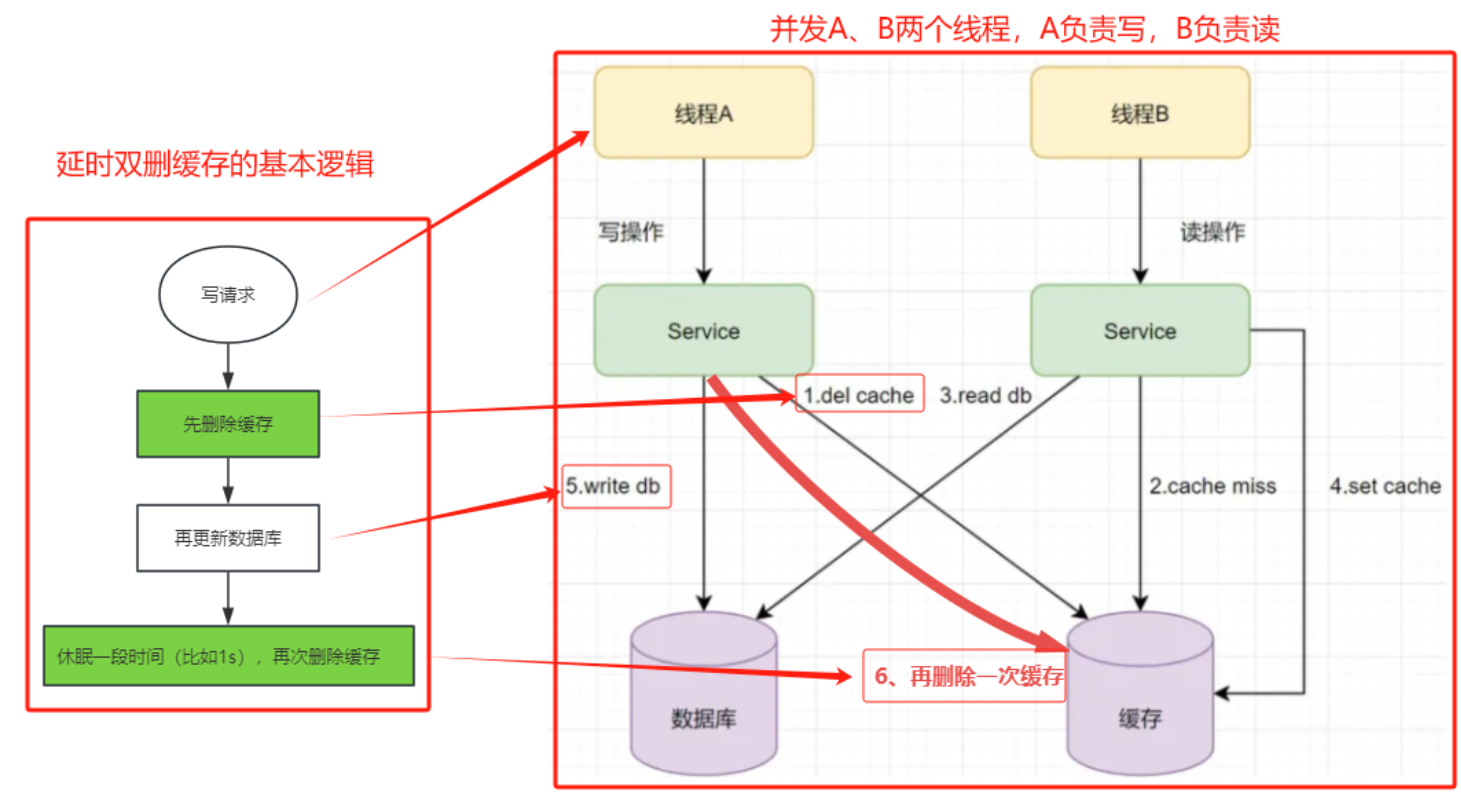 并发A、B两个线程，A负责写，B负责读
延时双删缓存的基本逻辑
写请求
先删除缓存
再更新数据库
休眠一段时间（比如1s），再次删除缓存
线程A
线程B
写操作
读操作
Service
Service
1.del cache
3.read db
5.write db
2.cache miss
4.set cache
6、再删除一次缓存
数据库
缓存